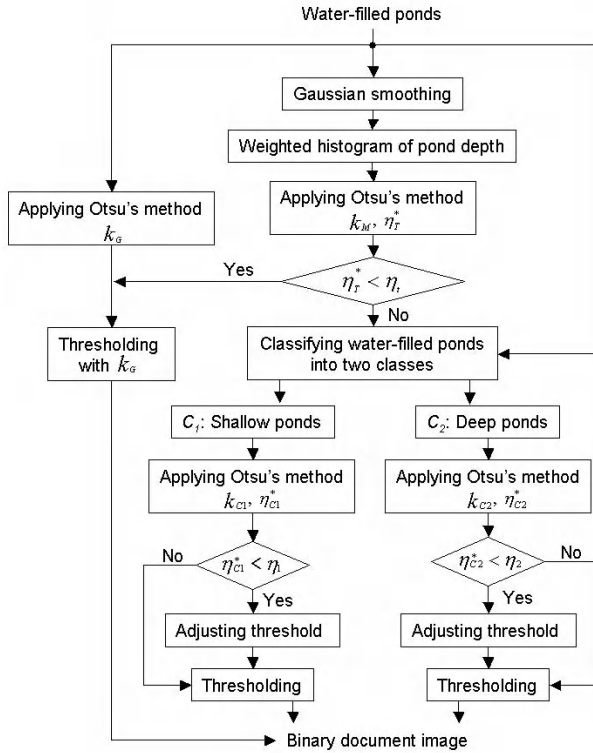 Water-filled ponds
Gaussian smoothing
Weighted histogram of pond depth
Applying Otsu's method
k_G
Applying Otsu's method
k_M, η*_T
Yes
η*_T < η_t
No
Thresholding
with k_G
Classifying water-filled ponds
into two classes
C_1: Shallow ponds
C_2: Deep ponds
Applying Otsu's method
k_C1, η*_C1
Applying Otsu's method
k_C2, η*_C2
No
η*_C1 < η_1
Yes
η*_C2 < η_2
No
Yes
Adjusting threshold
Adjusting threshold
Thresholding
Thresholding
Binary document image